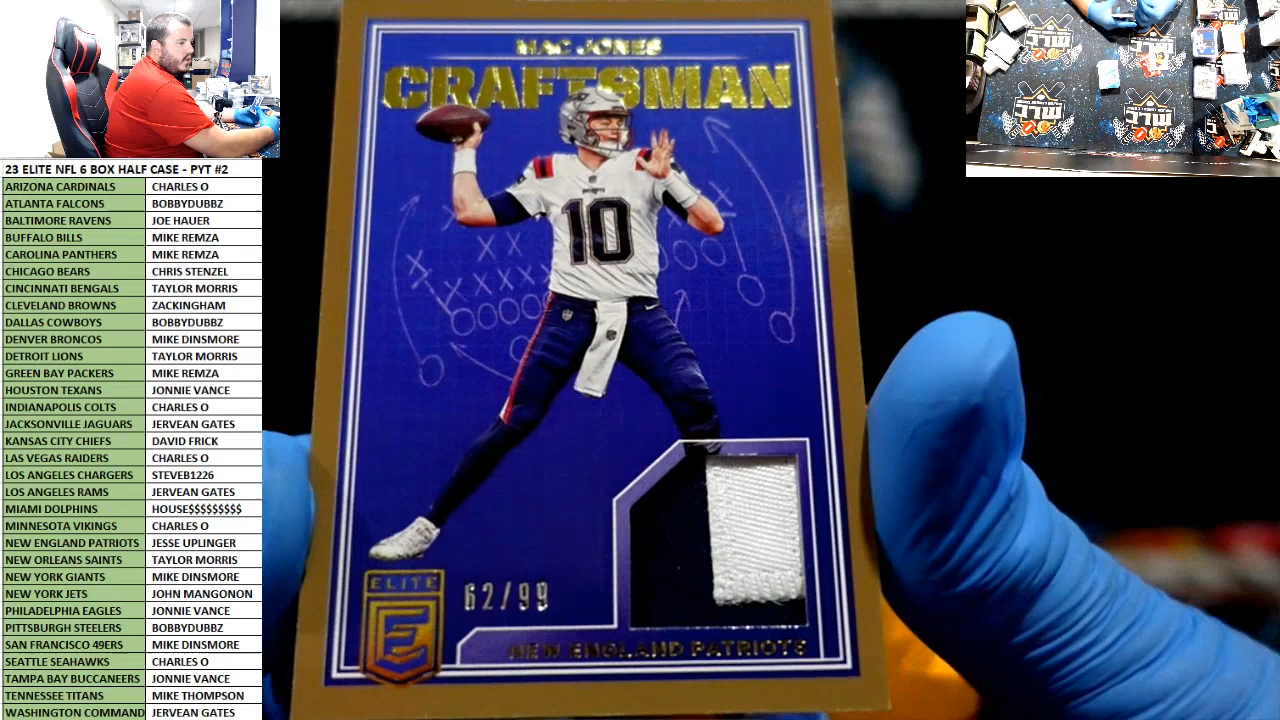 23 ELITE NFL 6 BOX HALF CASE - PYT #2
ARIZONA CARDINALS CHARLES O
ATLANTA FALCONS BOBBYDUBBZ
BALTIMORE RAVENS JOE HAUER
BUFFALO BILLS MIKE REMZA
CAROLINA PANTHERS MIKE REMZA
CHICAGO BEARS CHRIS STENZEL
CINCINNATI BENGALS TAYLOR MORRIS
CLEVELAND BROWNS ZACKINGHAM
DALLAS COWBOYS BOBBYDUBBZ
DENVER BRONCOS MIKE DINSMORE
DETROIT LIONS TAYLOR MORRIS
GREEN BAY PACKERS MIKE REMZA
HOUSTON TEXANS JONNIE VANCE
INDIANAPOLIS COLTS CHARLES O
JACKSONVILLE JAGUARS JERVEAN GATES
KANSAS CITY CHIEFS DAVID FRICK
LAS VEGAS RAIDERS CHARLES O
LOS ANGELES CHARGERS STEVEB1226
LOS ANGELES RAMS JERVEAN GATES
MIAMI DOLPHINS HOUSE$$$$$$$$$
MINNESOTA VIKINGS CHARLES O
NEW ENGLAND PATRIOTS JESSE UPLINGER
NEW ORLEANS SAINTS TAYLOR MORRIS
NEW YORK GIANTS MIKE DINSMORE
NEW YORK JETS JOHN MANGONON
PHILADELPHIA EAGLES JONNIE VANCE
PITTSBURGH STEELERS BOBBYDUBBZ
SAN FRANCISCO 49ERS MIKE DINSMORE
SEATTLE SEAHAWKS CHARLES O
TAMPA BAY BUCCANEERS JONNIE VANCE
TENNESSEE TITANS MIKE THOMPSON
WASHINGTON COMMAND JERVEAN GATES
MAC JONES
CRAFTSMAN
PATRIOTS
10
ELITE
E
62/99
NEW ENGLAND PATRIOTS
MLC
MLC
MLC
MLC